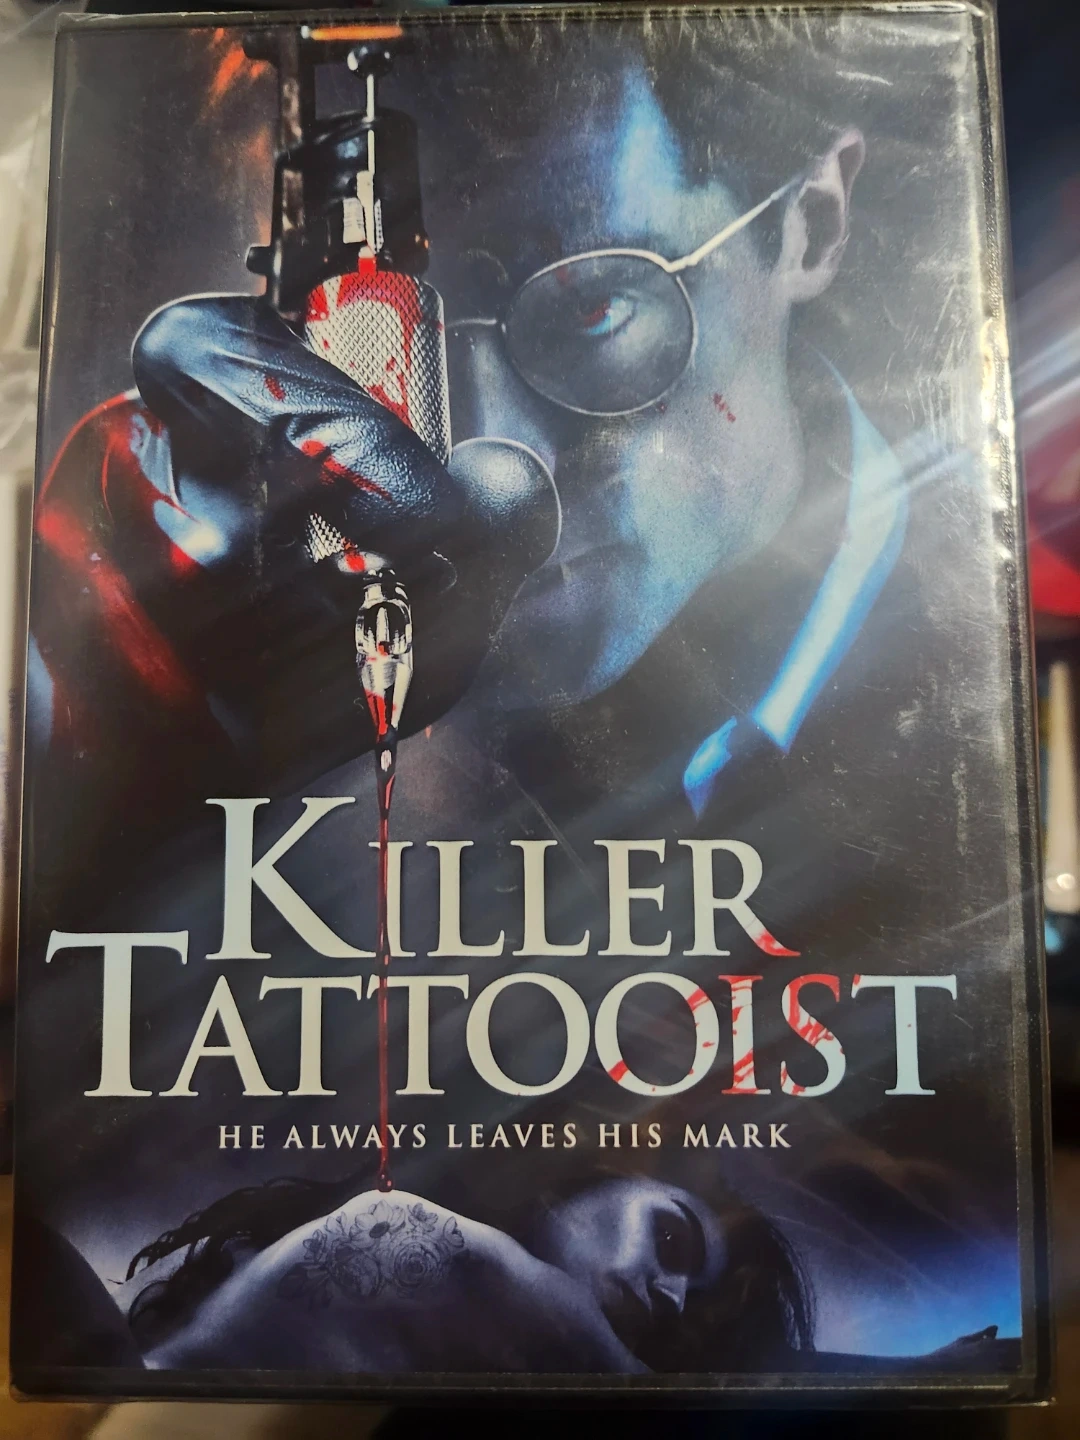 KILLER
TATTOOIST
HE ALWAYS LEAVES HIS MARK